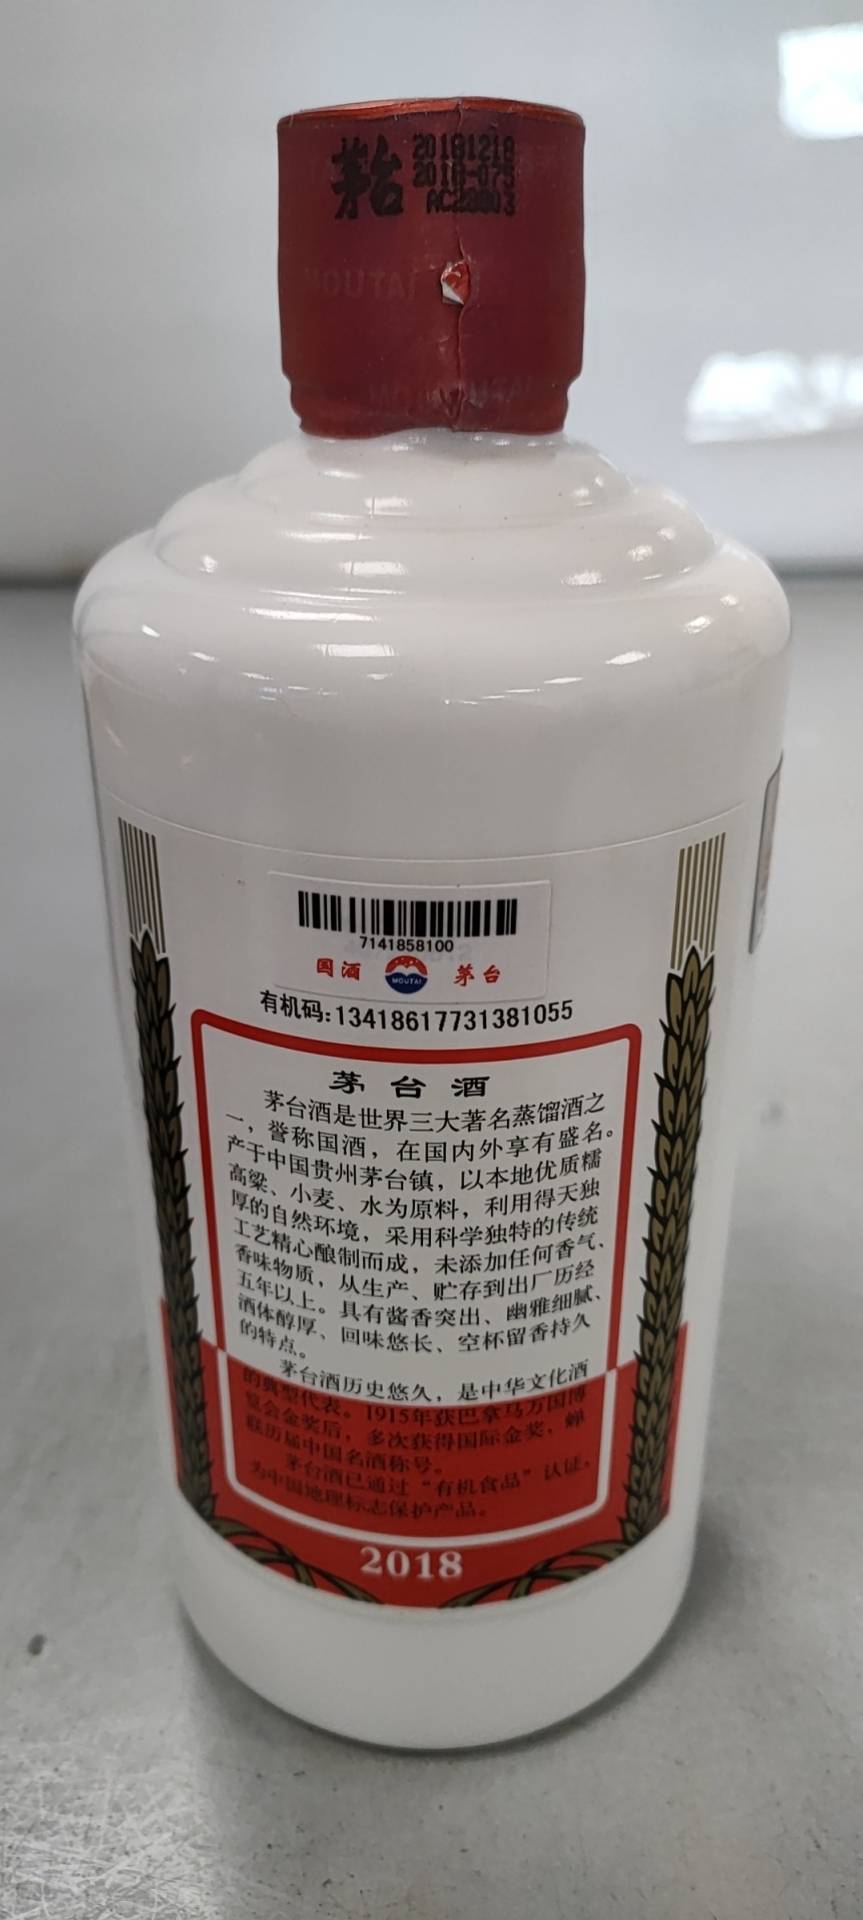 茅台
20181218
2018-075
MOUTAI
7141858100
国酒
MOUTAI
茅台
有机码:13418617731381055
茅台酒
茅台酒是世界三大著名蒸馏酒之
一，誉称国酒，在国内外享有盛名。
产于中国贵州茅台镇，以本地优质糯
高粱、小麦、水为原料，利用得天独
厚的自然环境，采用科学独特的传统
工艺精心酿制而成，未添加任何香气、
香味物质，从生产、贮存到出厂历经
五年以上。具有酱香突出、幽雅细腻、
酒体醇厚、回味悠长、空杯留香持久
的特点。
茅台酒历史悠久，是中华文化酒
的典型代表。1915年获巴拿马万国博
览会金奖后，多次获得国际金奖，蝉
联历届中国名酒称号。
茅台酒已通过“有机食品”认证，
为中国地理标志保护产品。
2018